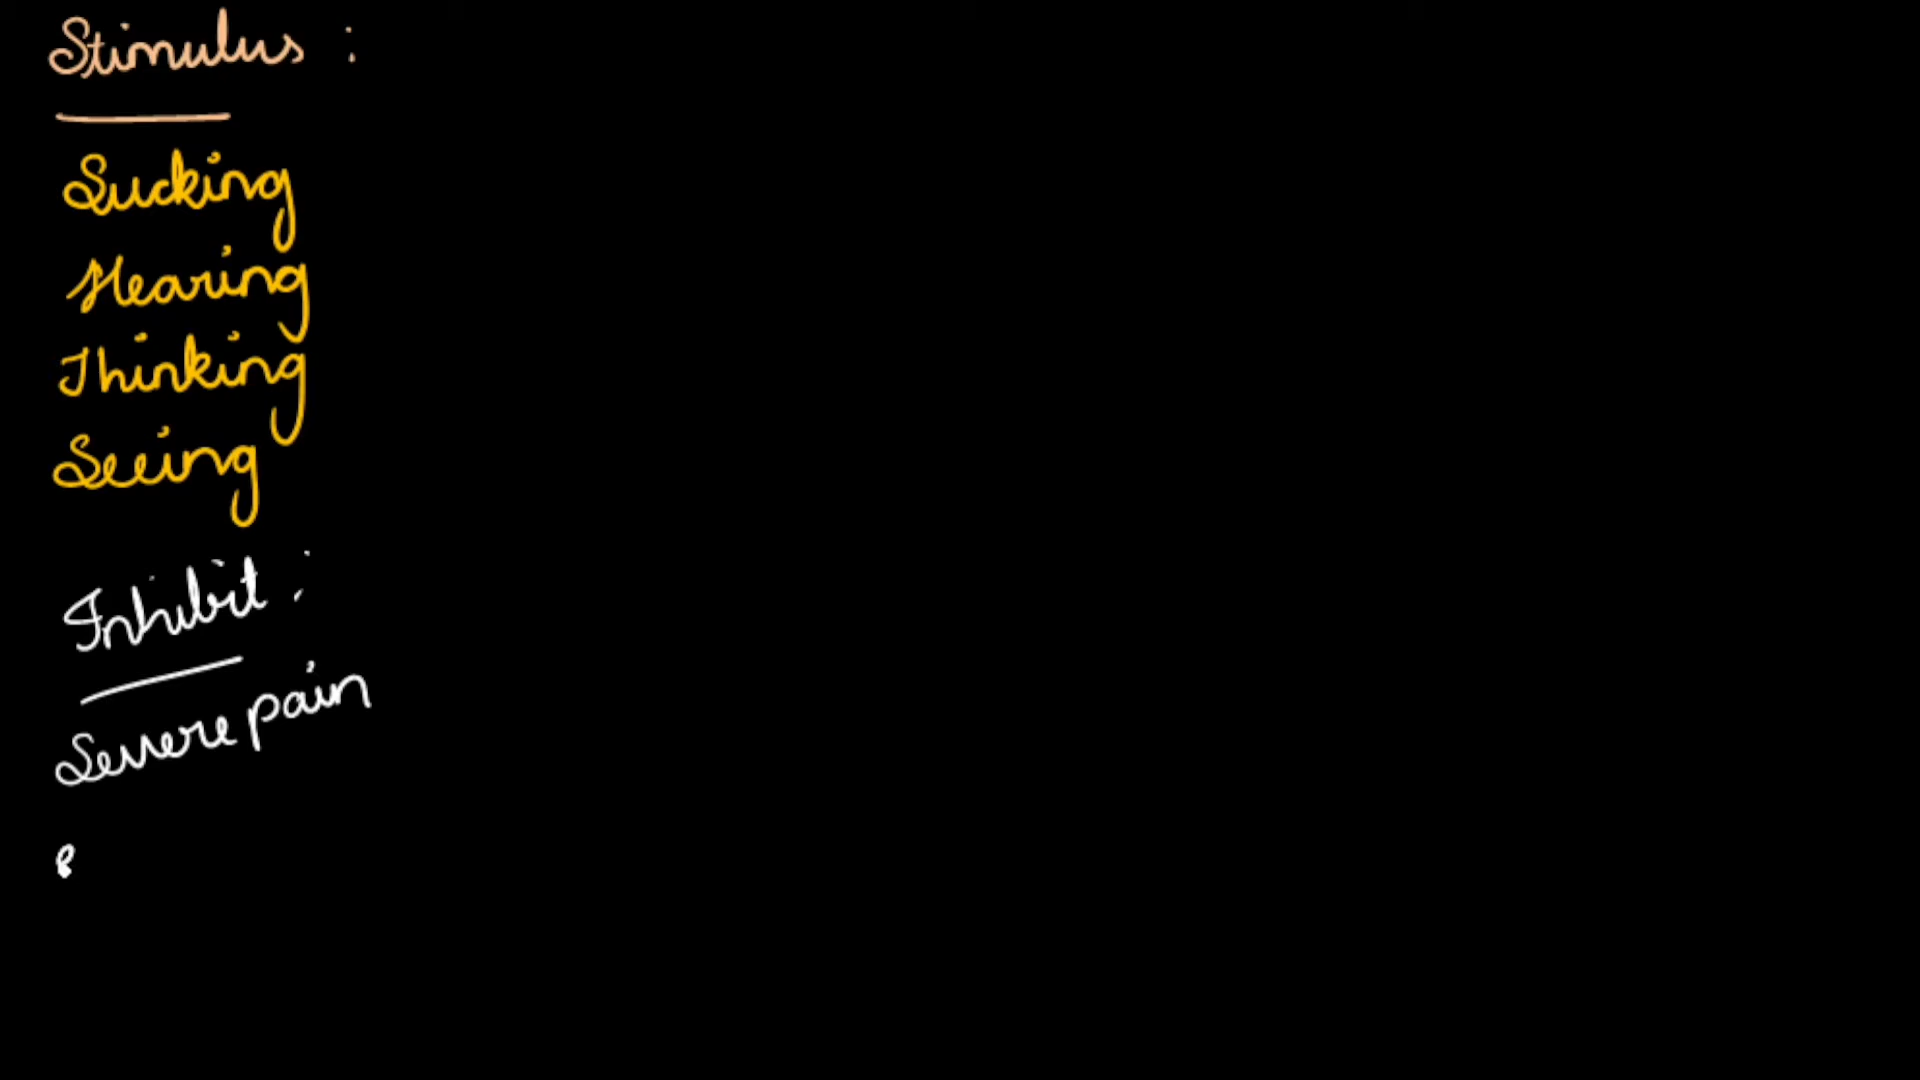 Stimulus :
Sucking
Hearing
Thinking
Seeing
Inhibit :
Severe pain